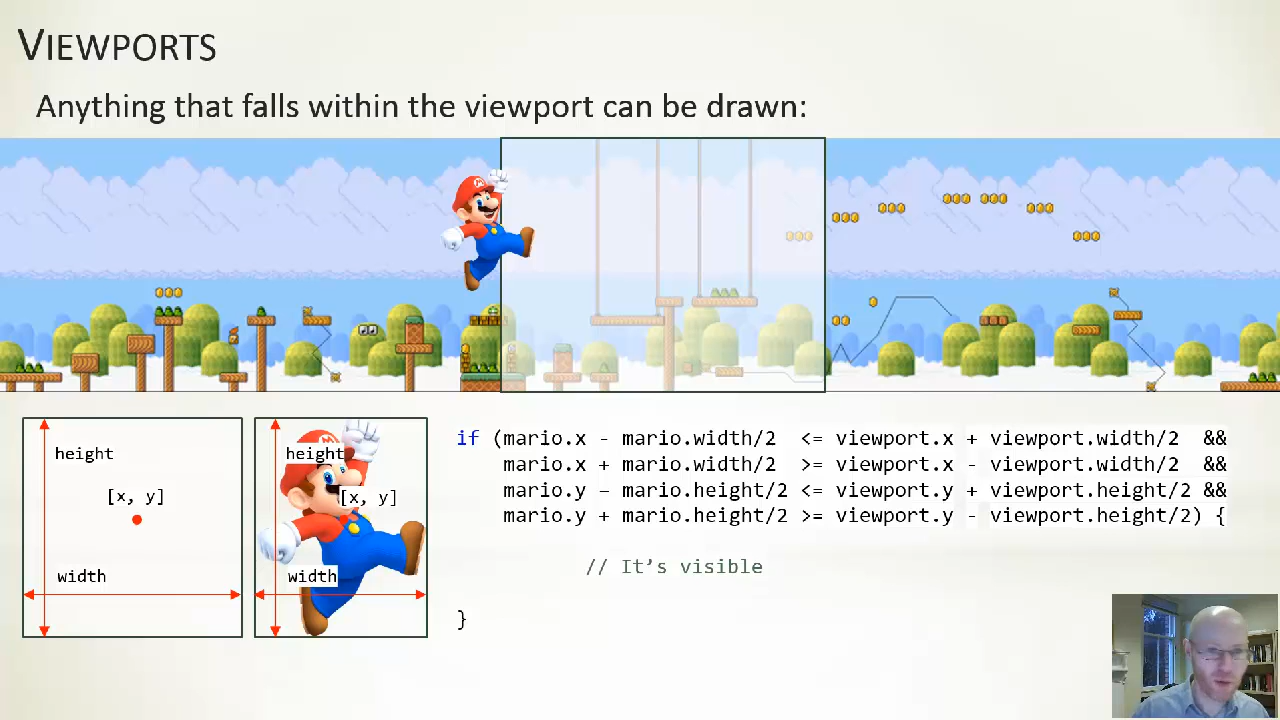 VIEWPORTS
Anything that falls within the viewport can be drawn:
height
[x, y]
width
height
[x, y]
width
if (mario.x - mario.width/2  <= viewport.x + viewport.width/2  &&
mario.x + mario.width/2  >= viewport.x - viewport.width/2  &&
mario.y – mario.height/2 <= viewport.y + viewport.height/2 &&
mario.y + mario.height/2 >= viewport.y - viewport.height/2) {
// It’s visible
}